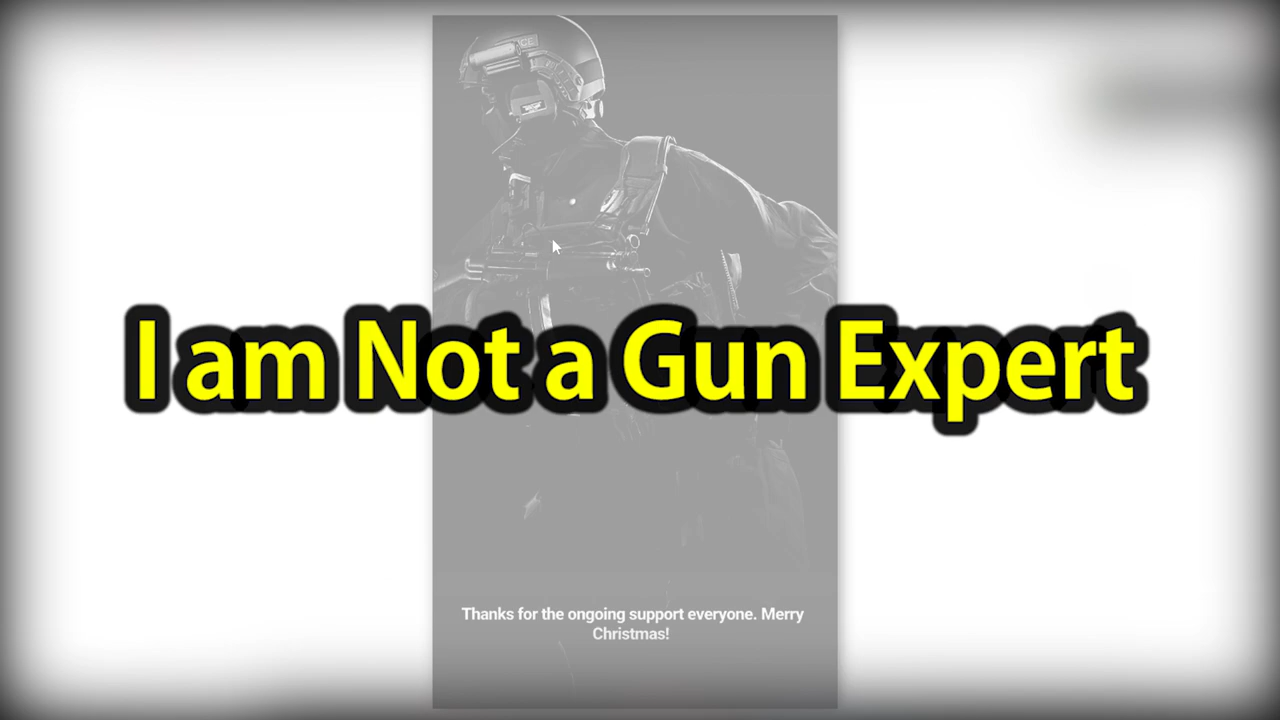 I am Not a Gun Expert
Thanks for the ongoing support everyone. Merry
Christmas!